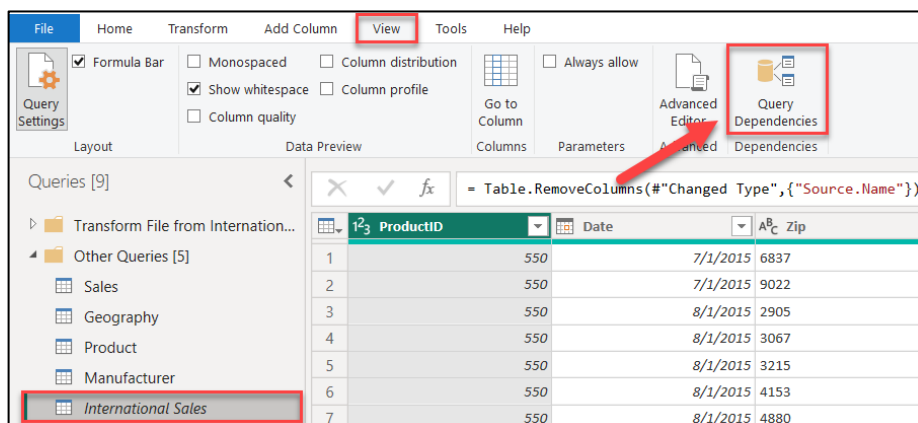 File Home Transform Add Column View Tools Help
Formula Bar Monospaced Column distribution Always allow
Show whitespace Column profile
Column quality
Query Settings
Go to Column
Advanced Editor
Query Dependencies
Layout Data Preview Columns Parameters Advanced Dependencies
Queries [9]
fx = Table.RemoveColumns(#"Changed Type",{"Source.Name"})
Transform File from Internation...
Other Queries [5]
Sales
Geography
Product
Manufacturer
International Sales
1²₃ ProductID Date AᴮC Zip
1 550 7/1/2015 6837
2 550 7/1/2015 9022
3 550 8/1/2015 2905
4 550 8/1/2015 3067
5 550 8/1/2015 3215
6 550 8/1/2015 4153
7 550 8/1/2015 4880